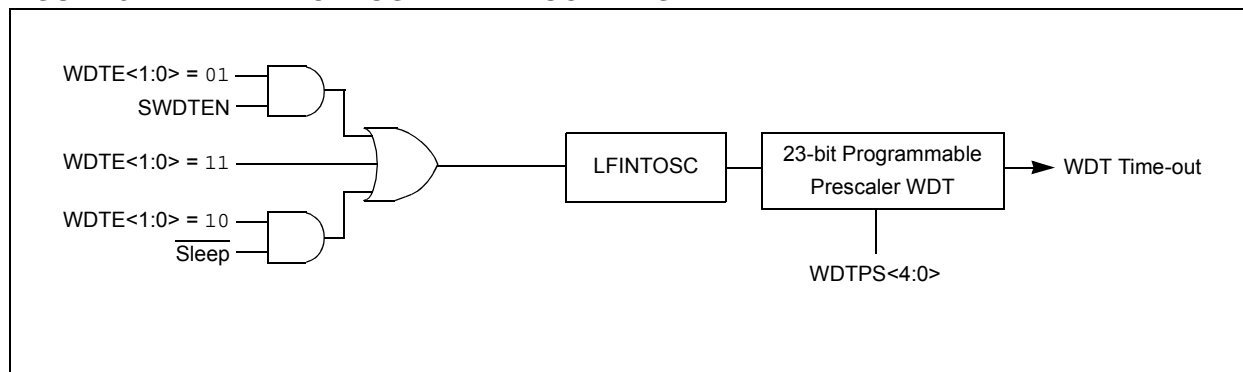 WDTE<1:0> = 01
SWDTEN
WDTE<1:0> = 11
WDTE<1:0> = 10
Sleep
LFINTOSC
23-bit Programmable
Prescaler WDT
WDT Time-out
WDTPS<4:0>